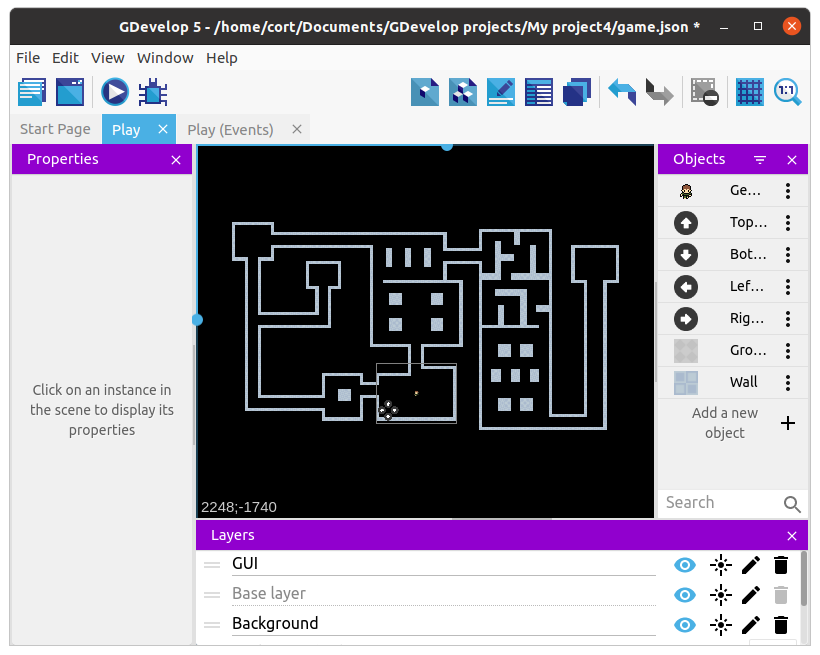 GDevelop 5 - /home/cort/Documents/GDevelop projects/My project4/game.json *
File Edit View Window Help
1:1
Start Page Play Play (Events)
Properties
Objects
Ge...
Top...
Bot...
Lef...
Rig...
Gro...
Wall
Click on an instance in
the scene to display its
properties
Add a new
object
Search
2248;-1740
Layers
GUI
Base layer
Background